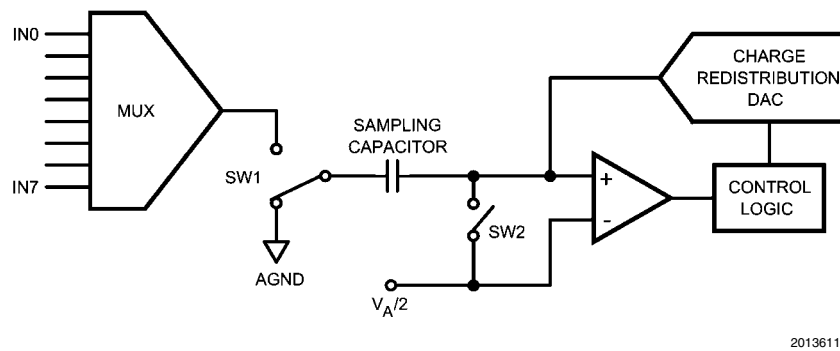 IN0
MUX
IN7
SW1
AGND
SAMPLING
CAPACITOR
SW2
VA/2
+
-
CHARGE
REDISTRIBUTION
DAC
CONTROL
LOGIC
2013611